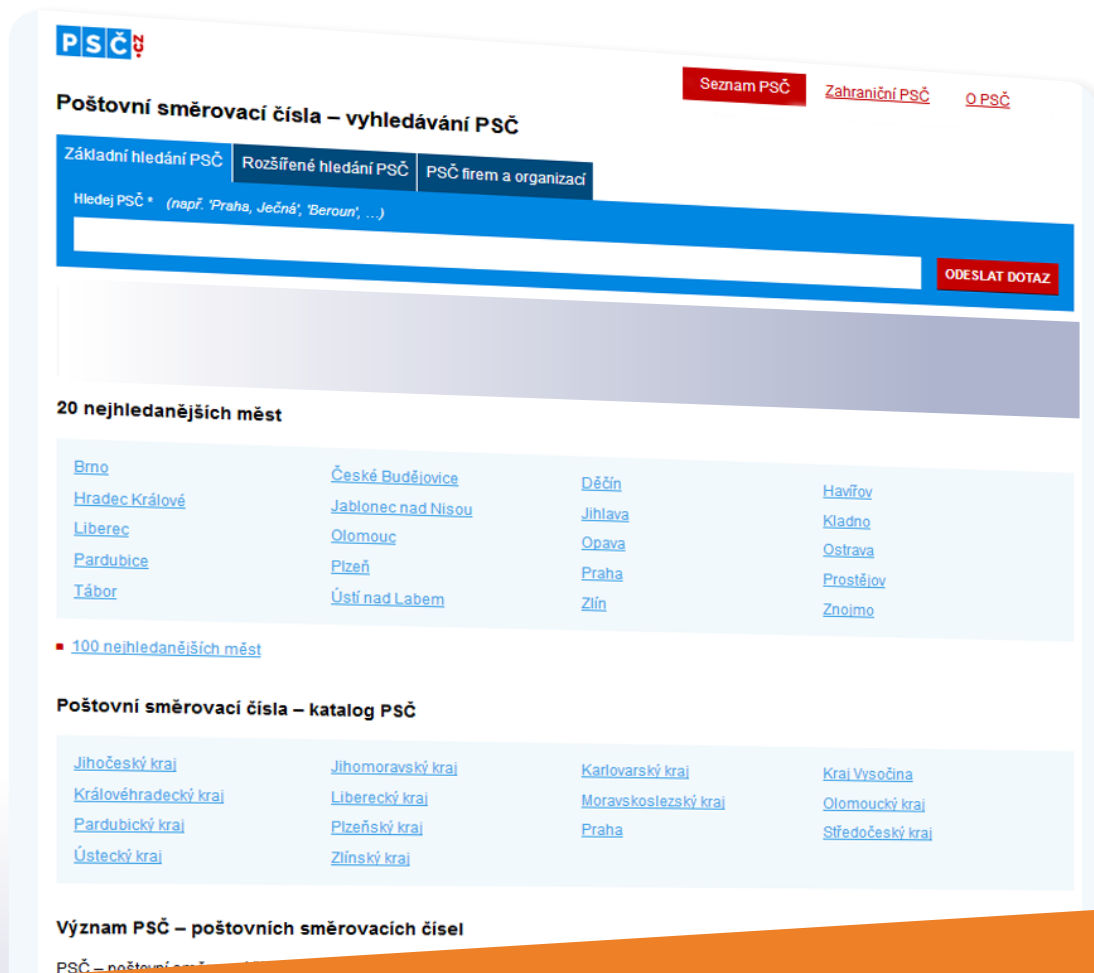 PSČ.cz
Seznam PSČ Zahraniční PSČ O PSČ
Poštovní směrovací čísla – vyhledávání PSČ
Základní hledání PSČ Rozšířené hledání PSČ PSČ firem a organizací
Hledej PSČ * (např. 'Praha, Ječná', 'Beroun', …)
ODESLAT DOTAZ
20 nejhledanějších měst
Brno České Budějovice Děčín Havířov
Hradec Králové Jablonec nad Nisou Jihlava Kladno
Liberec Olomouc Opava Ostrava
Pardubice Plzeň Praha Prostějov
Tábor Ústí nad Labem Zlín Znojmo
100 nejhledanějších měst
Poštovní směrovací čísla – katalog PSČ
Jihočeský kraj Jihomoravský kraj Karlovarský kraj Kraj Vysočina
Královéhradecký kraj Liberecký kraj Moravskoslezský kraj Olomoucký kraj
Pardubický kraj Plzeňský kraj Praha Středočeský kraj
Ústecký kraj Zlínský kraj
Význam PSČ – poštovních směrovacích čísel
PSČ – poštovní